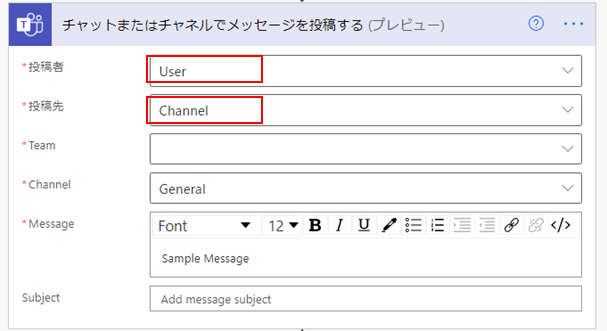 チャットまたはチャネルでメッセージを投稿する (プレビュー)
*投稿者
User
*投稿先
Channel
*Team
*Channel
General
*Message
Font 12 B I U </>
Sample Message
Subject
Add message subject